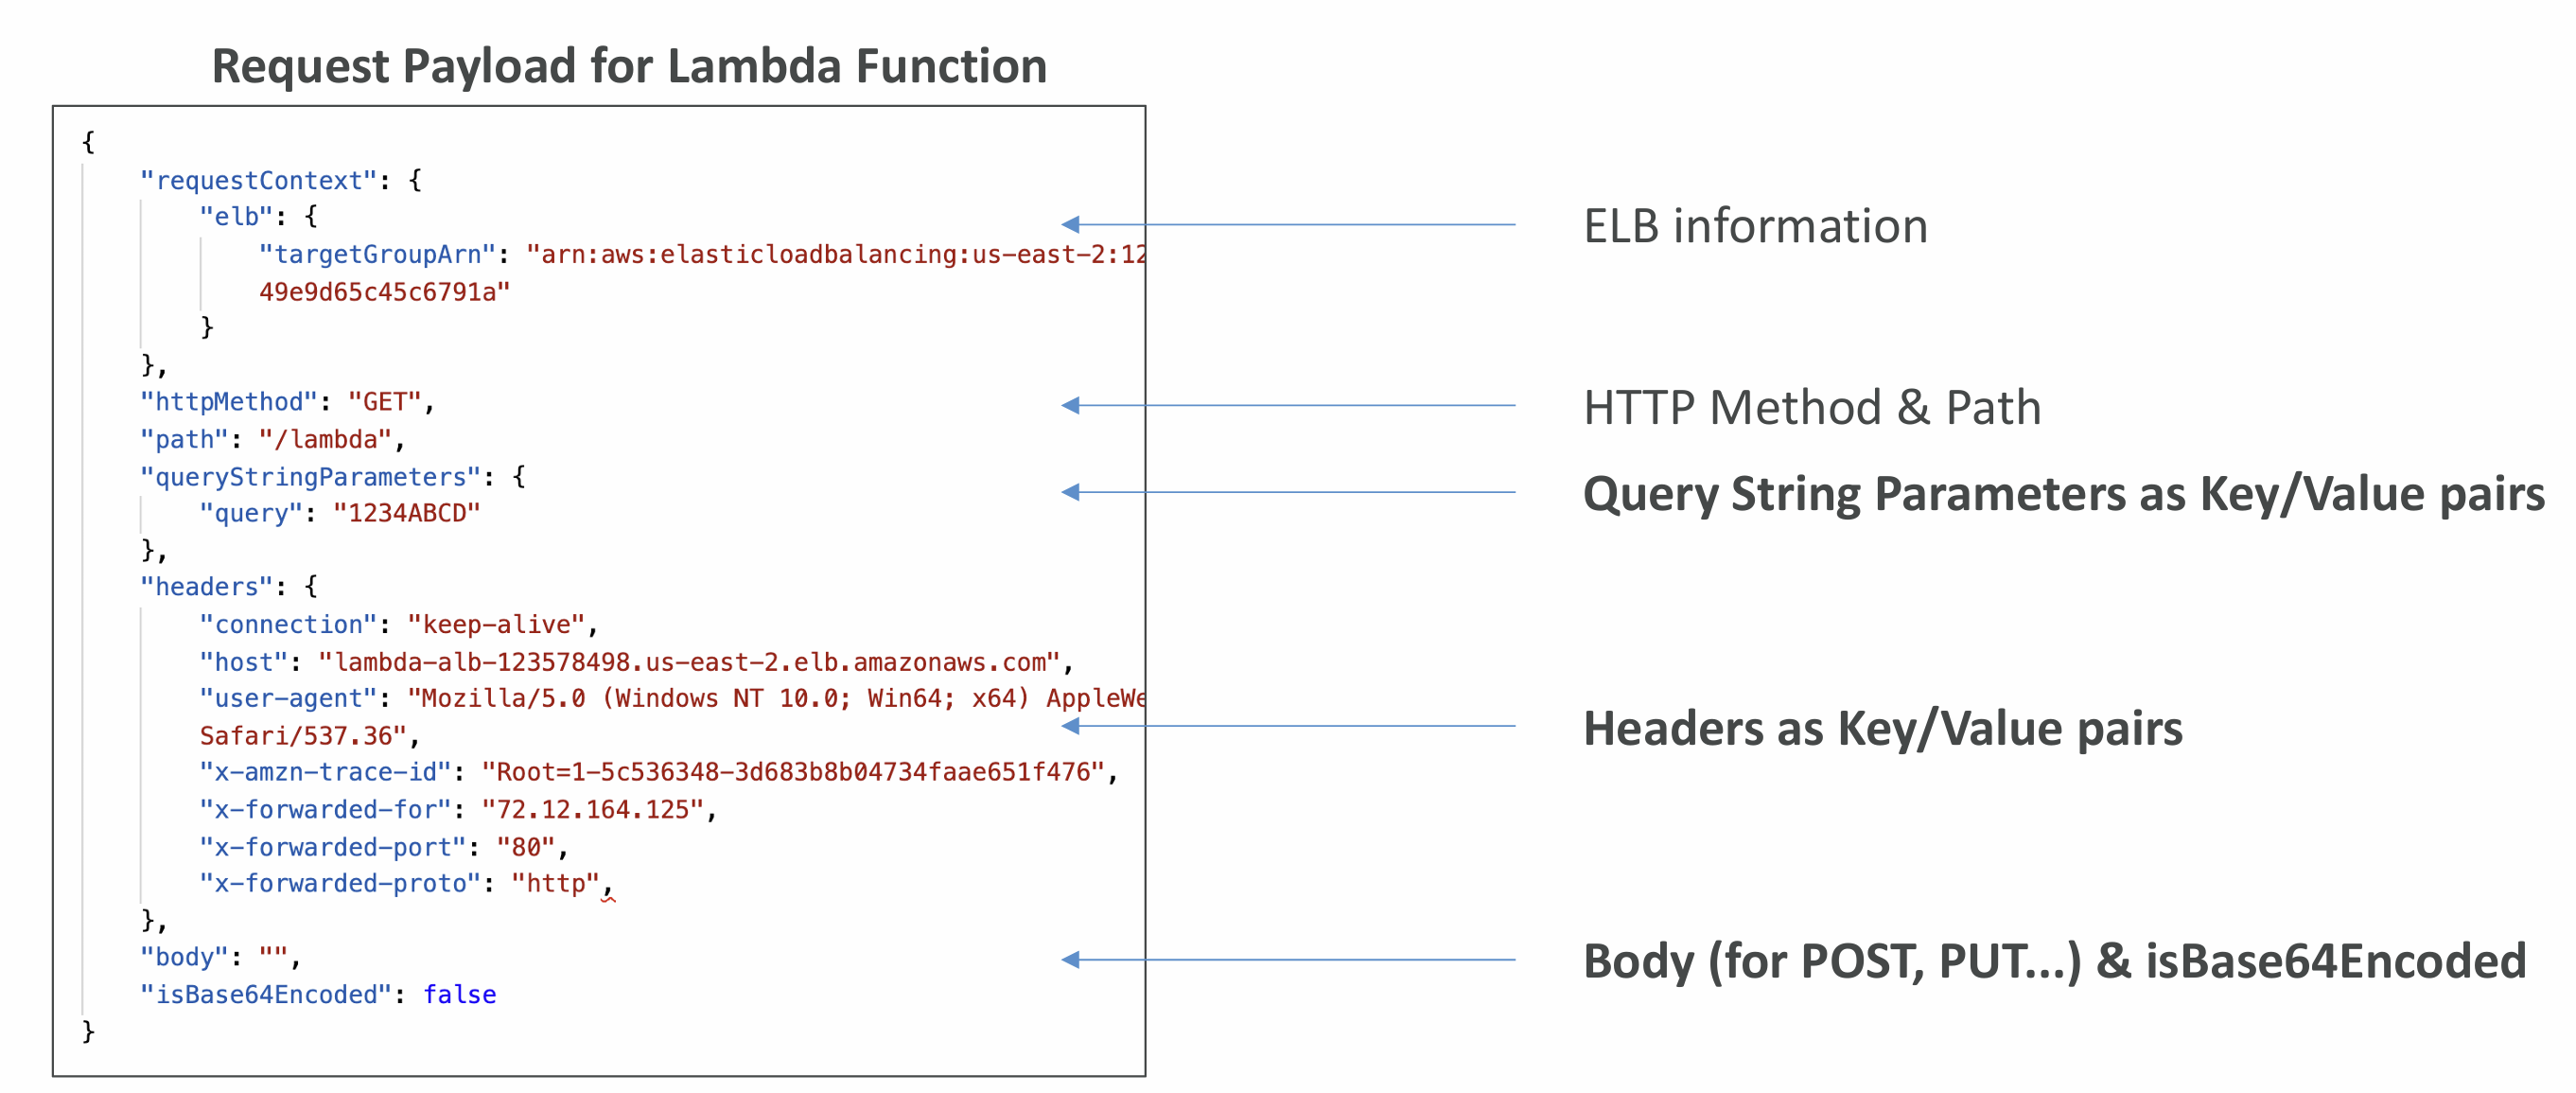 Request Payload for Lambda Function
{
"requestContext": {
"elb": {
"targetGroupArn": "arn:aws:elasticloadbalancing:us-east-2:12
49e9d65c45c6791a"
}
},
"httpMethod": "GET",
"path": "/lambda",
"queryStringParameters": {
"query": "1234ABCD"
},
"headers": {
"connection": "keep-alive",
"host": "lambda-alb-123578498.us-east-2.elb.amazonaws.com",
"user-agent": "Mozilla/5.0 (Windows NT 10.0; Win64; x64) AppleWe
Safari/537.36",
"x-amzn-trace-id": "Root=1-5c536348-3d683b8b04734faae651f476",
"x-forwarded-for": "72.12.164.125",
"x-forwarded-port": "80",
"x-forwarded-proto": "http",
},
"body": "",
"isBase64Encoded": false
}
ELB information
HTTP Method & Path
Query String Parameters as Key/Value pairs
Headers as Key/Value pairs
Body (for POST, PUT...) & isBase64Encoded